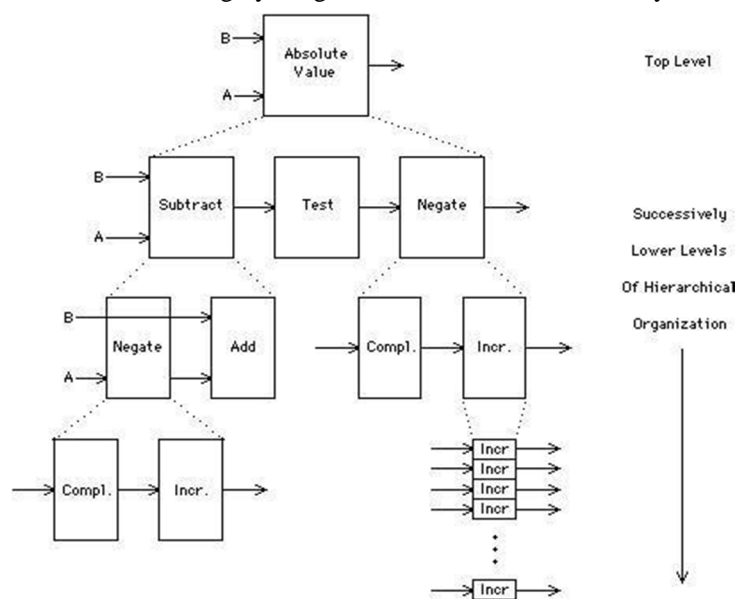 B
Absolute
Value
A
Top Level
B
Subtract
Test
Negate
A
Successively
Lower Levels
Of Hierarchical
Organization
B
Negate
Add
A
Compl.
Incr.
Compl.
Incr.
Incr
Incr
Incr
Incr
Incr